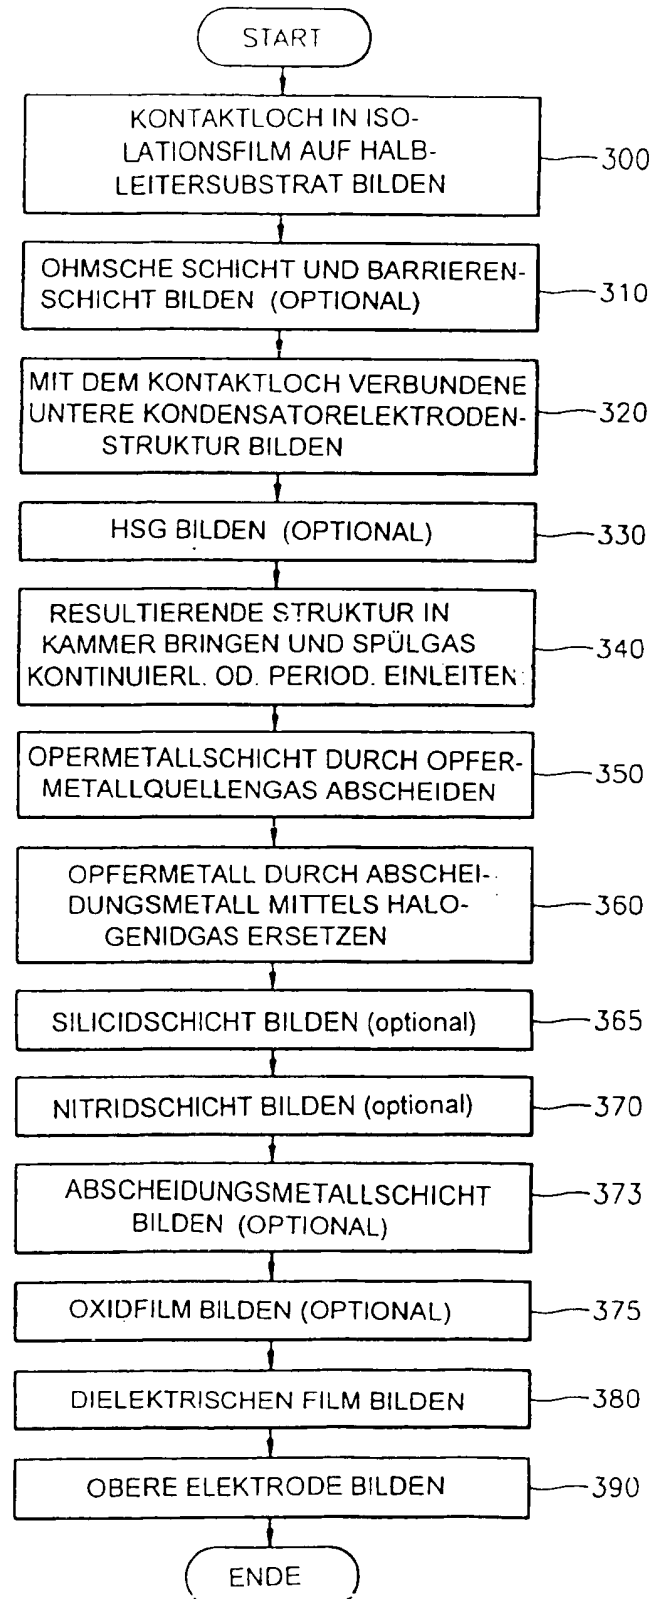 START
KONTAKTLOCH IN ISO-
LATIONSFILM AUF HALB-
LEITERSUBSTRAT BILDEN
300
OHMSCHE SCHICHT UND BARRIEREN-
SCHICHT BILDEN (OPTIONAL)
310
MIT DEM KONTAKTLOCH VERBUNDENE
UNTERE KONDENSATORELEKTRODEN-
STRUKTUR BILDEN
320
HSG BILDEN (OPTIONAL)
330
RESULTIERENDE STRUKTUR IN
KAMMER BRINGEN UND SPÜLGAS
KONTINUIERL. OD. PERIOD. EINLEITEN
340
OPERMETALLSCHICHT DURCH OPFER-
METALLQUELLENGAS ABSCHEIDEN
350
OPFERMETALL DURCH ABSCHEI-
DUNGSMETALL MITTELS HALO-
GENIDGAS ERSETZEN
360
SILICIDSCHICHT BILDEN (optional)
365
NITRIDSCHICHT BILDEN (optional)
370
ABSCHEIDUNGSMETALLSCHICHT
BILDEN (OPTIONAL)
373
OXIDFILM BILDEN (OPTIONAL)
375
DIELEKTRISCHEN FILM BILDEN
380
OBERE ELEKTRODE BILDEN
390
ENDE